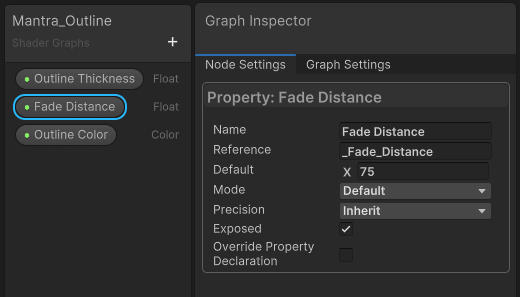 Mantra_Outline
Shader Graphs
+
Outline Thickness Float
Fade Distance Float
Outline Color Color
Graph Inspector
Node Settings Graph Settings
Property: Fade Distance
Name Fade Distance
Reference _Fade_Distance
Default X 75
Mode Default
Precision Inherit
Exposed
Override Property
Declaration